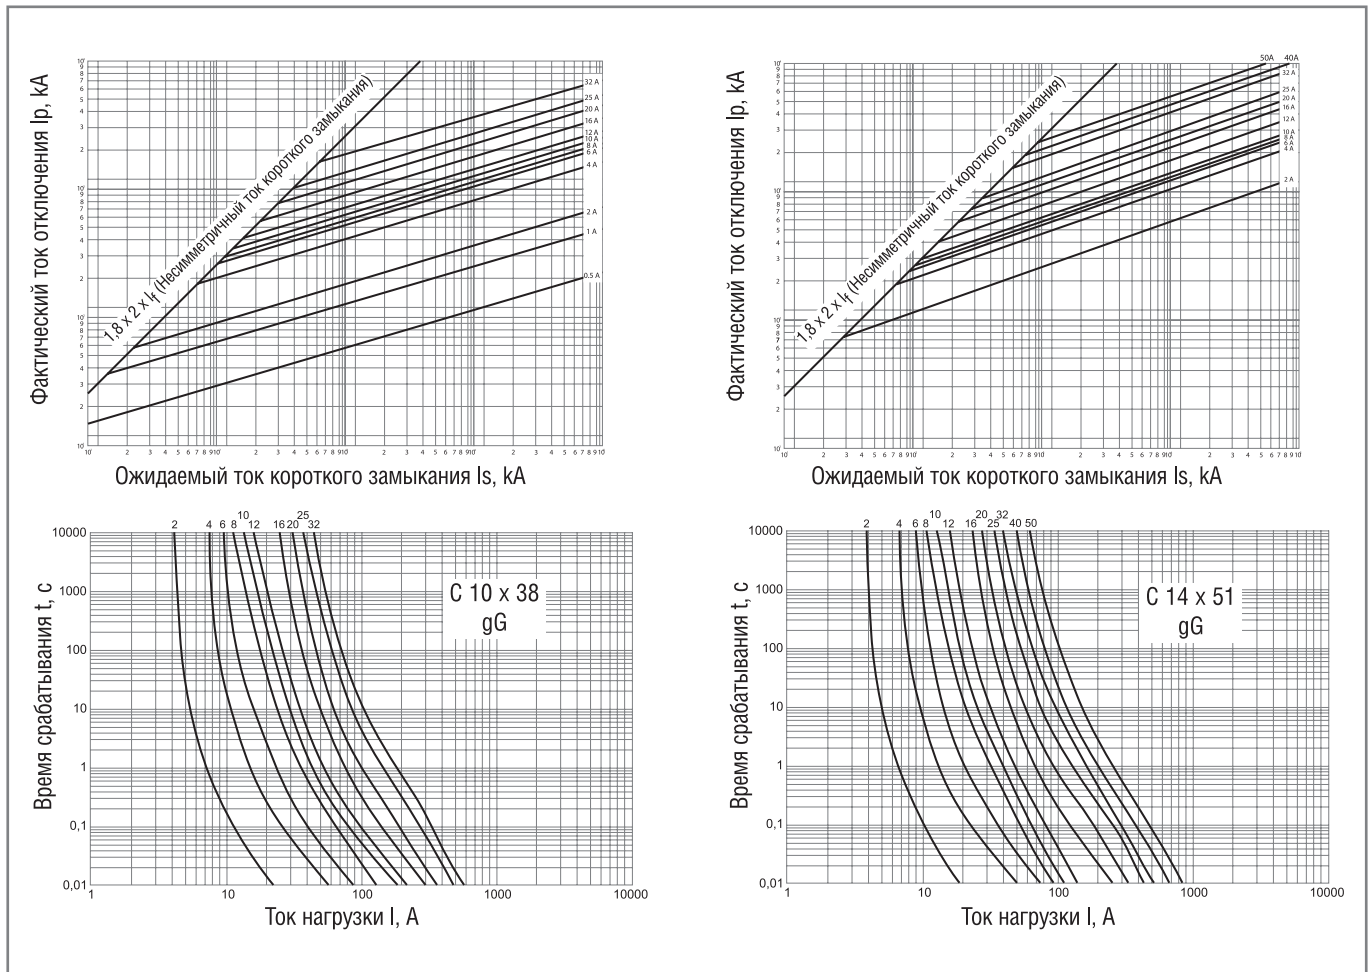 Фактический ток отключения Ip, kA
1,8 x 2 x If (Несимметричный ток короткого замыкания)
32 A
25 A
20 A
16 A
12 A
10 A
8 A
6 A
4 A
2 A
1 A
0.5 A
Ожидаемый ток короткого замыкания Is, kA
Фактический ток отключения Ip, kA
1,8 x 2 x If (Несимметричный ток короткого замыкания)
50A 40A
32 A
25 A
20 A
16 A
12 A
10 A
8 A
6 A
4 A
2 A
Ожидаемый ток короткого замыкания Is, kA
Время срабатывания t, с
2 4 6 8 10 12 16 20 25 32
10000
1000
100
10
1
0,1
0,01
C 10 x 38
gG
1 10 100 1000 10000
Ток нагрузки I, А
Время срабатывания t, с
2 4 6 8 10 12 16 20 25 32 40 50
10000
1000
100
10
1
0,1
0,01
C 14 x 51
gG
1 10 100 1000 10000
Ток нагрузки I, А